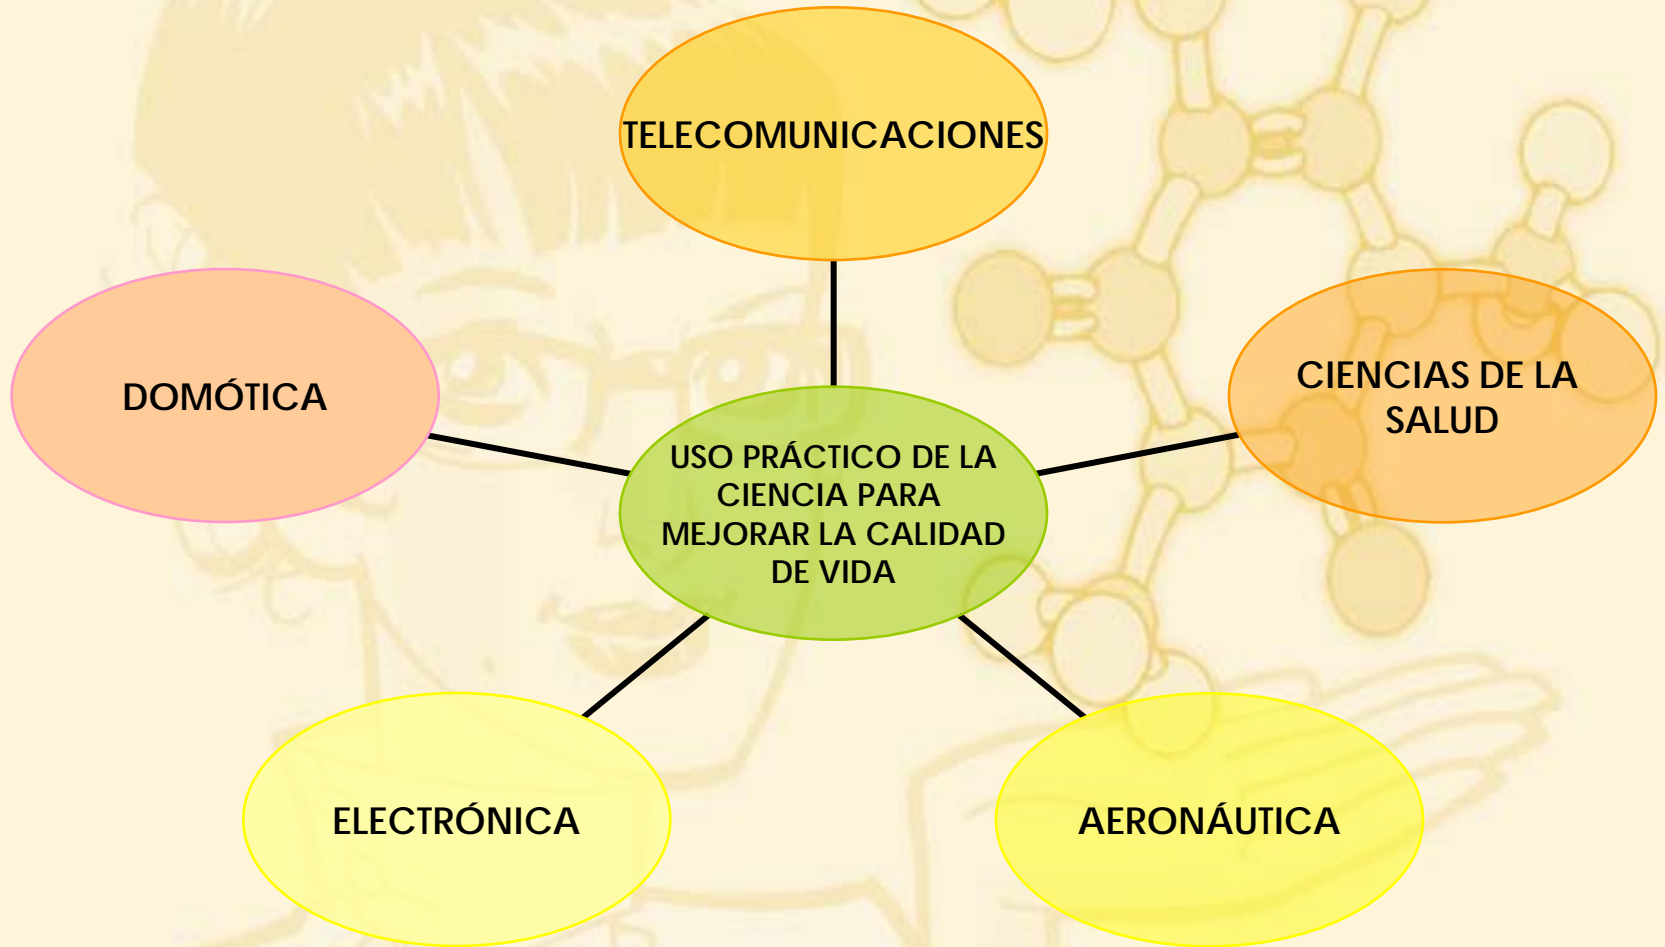 TELECOMUNICACIONES
DOMÓTICA
CIENCIAS DE LA
SALUD
USO PRÁCTICO DE LA
CIENCIA PARA
MEJORAR LA CALIDAD
DE VIDA
ELECTRÓNICA
AERONÁUTICA